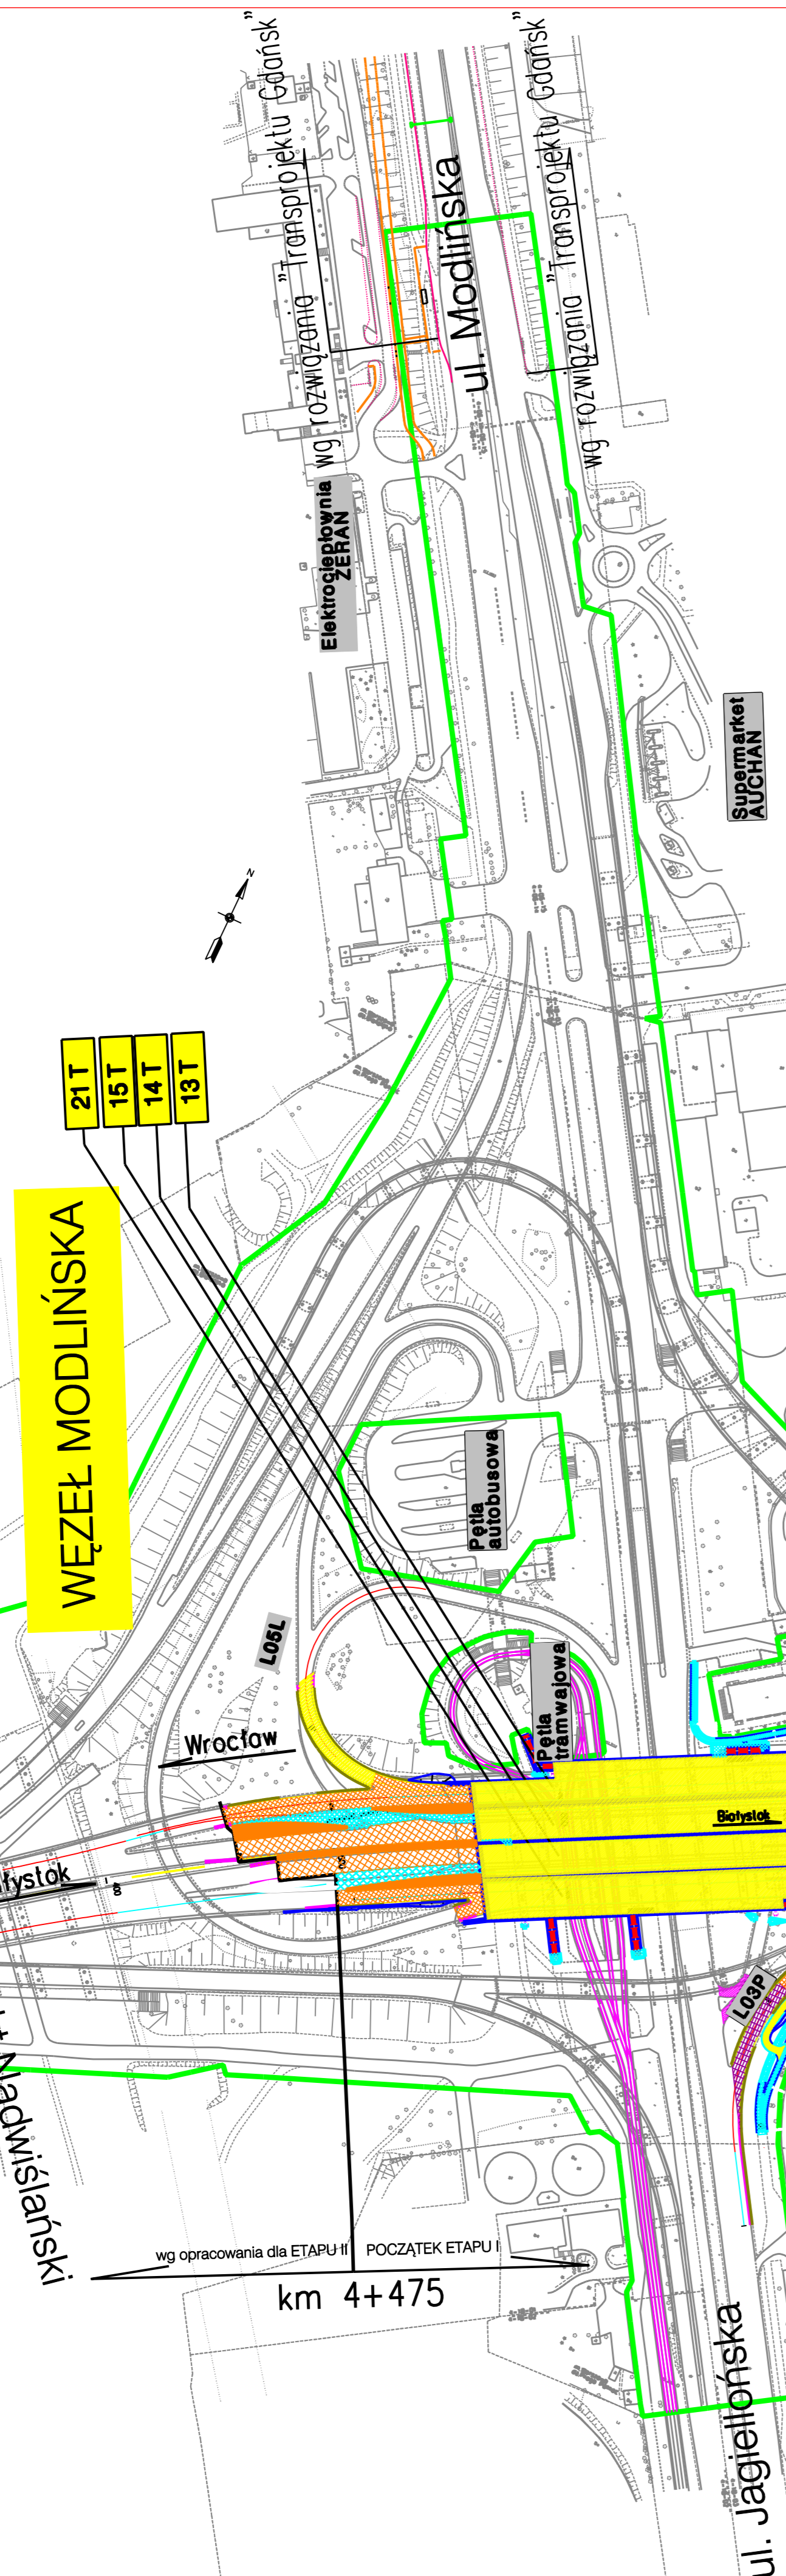 wg rozwiązania "Transprojektu Gdańsk"
wg rozwiązania "Transprojektu Gdańsk"
ul. Modlińska
Elektrociepłownia
ŻERAŃ
Supermarket
AUCHAN
N
21 T
15 T
14 T
13 T
WĘZEŁ MODLIŃSKA
Pętla
autobusowa
L05L
Pętla
tramwajowa
Wrocław
Białystok
L03P
wg opracowania dla ETAPU II
POCZĄTEK ETAPU I
km 4+475
ul. Jagiellońska